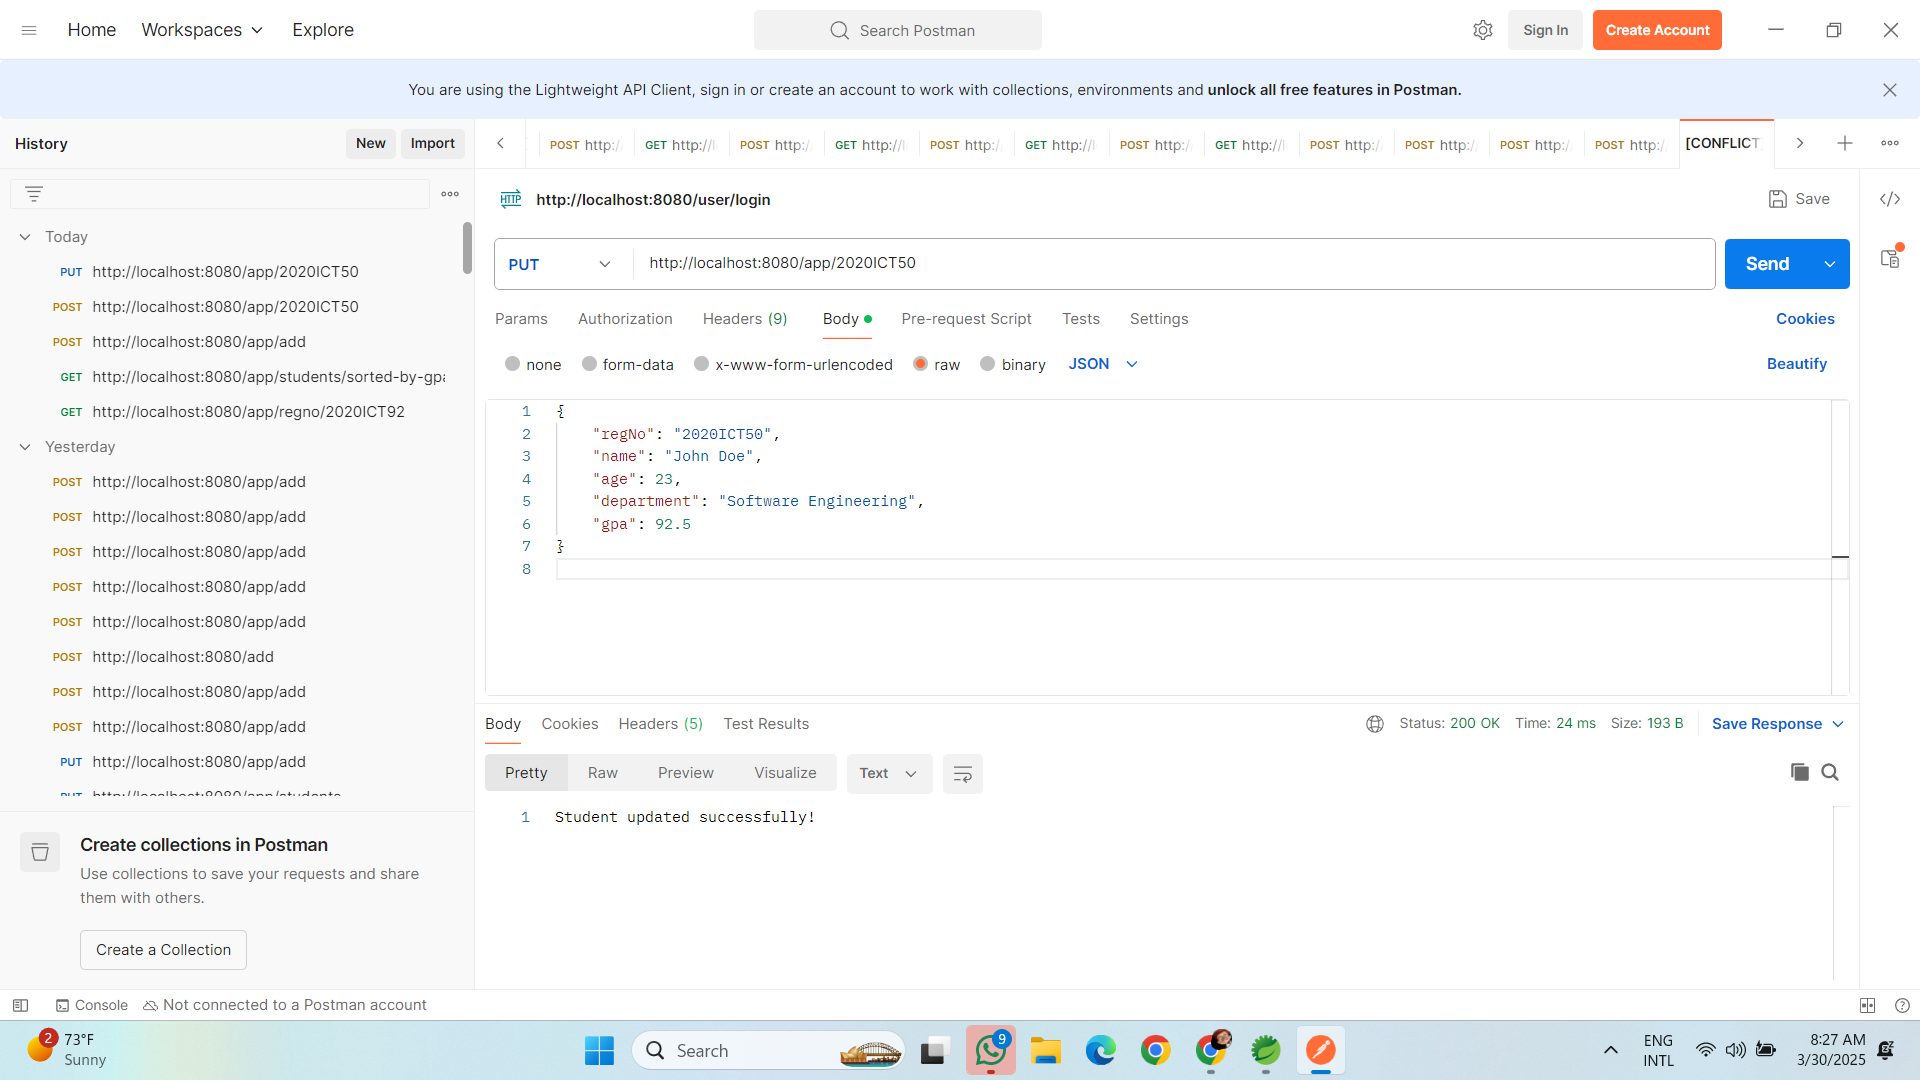 Home Workspaces Explore
Search Postman
Sign In Create Account
You are using the Lightweight API Client, sign in or create an account to work with collections, environments and unlock all free features in Postman.
History New Import
POST http:/ GET http://l POST http:/ GET http://l POST http:/ GET http://l POST http:/ GET http://l POST http:/ POST http:/ POST http:/ POST http:/ [CONFLICT
HTTP http://localhost:8080/user/login Save
Today
PUT http://localhost:8080/app/2020ICT50
POST http://localhost:8080/app/2020ICT50
POST http://localhost:8080/app/add
GET http://localhost:8080/app/students/sorted-by-gpa
GET http://localhost:8080/app/regno/2020ICT92
Yesterday
POST http://localhost:8080/app/add
POST http://localhost:8080/app/add
POST http://localhost:8080/app/add
POST http://localhost:8080/app/add
POST http://localhost:8080/app/add
POST http://localhost:8080/add
POST http://localhost:8080/app/add
POST http://localhost:8080/app/add
PUT http://localhost:8080/app/add
PUT http://localhost:8080/app/students
Create collections in Postman
Use collections to save your requests and share
them with others.
Create a Collection
PUT http://localhost:8080/app/2020ICT50 Send
Params Authorization Headers (9) Body Pre-request Script Tests Settings Cookies
none form-data x-www-form-urlencoded raw binary JSON Beautify
1 {
2 "regNo": "2020ICT50",
3 "name": "John Doe",
4 "age": 23,
5 "department": "Software Engineering",
6 "gpa": 92.5
7 }
8
Body Cookies Headers (5) Test Results Status: 200 OK Time: 24 ms Size: 193 B Save Response
Pretty Raw Preview Visualize Text
1 Student updated successfully!
Console Not connected to a Postman account
2 73°F
Sunny
Search
9
ENG
INTL
8:27 AM
3/30/2025